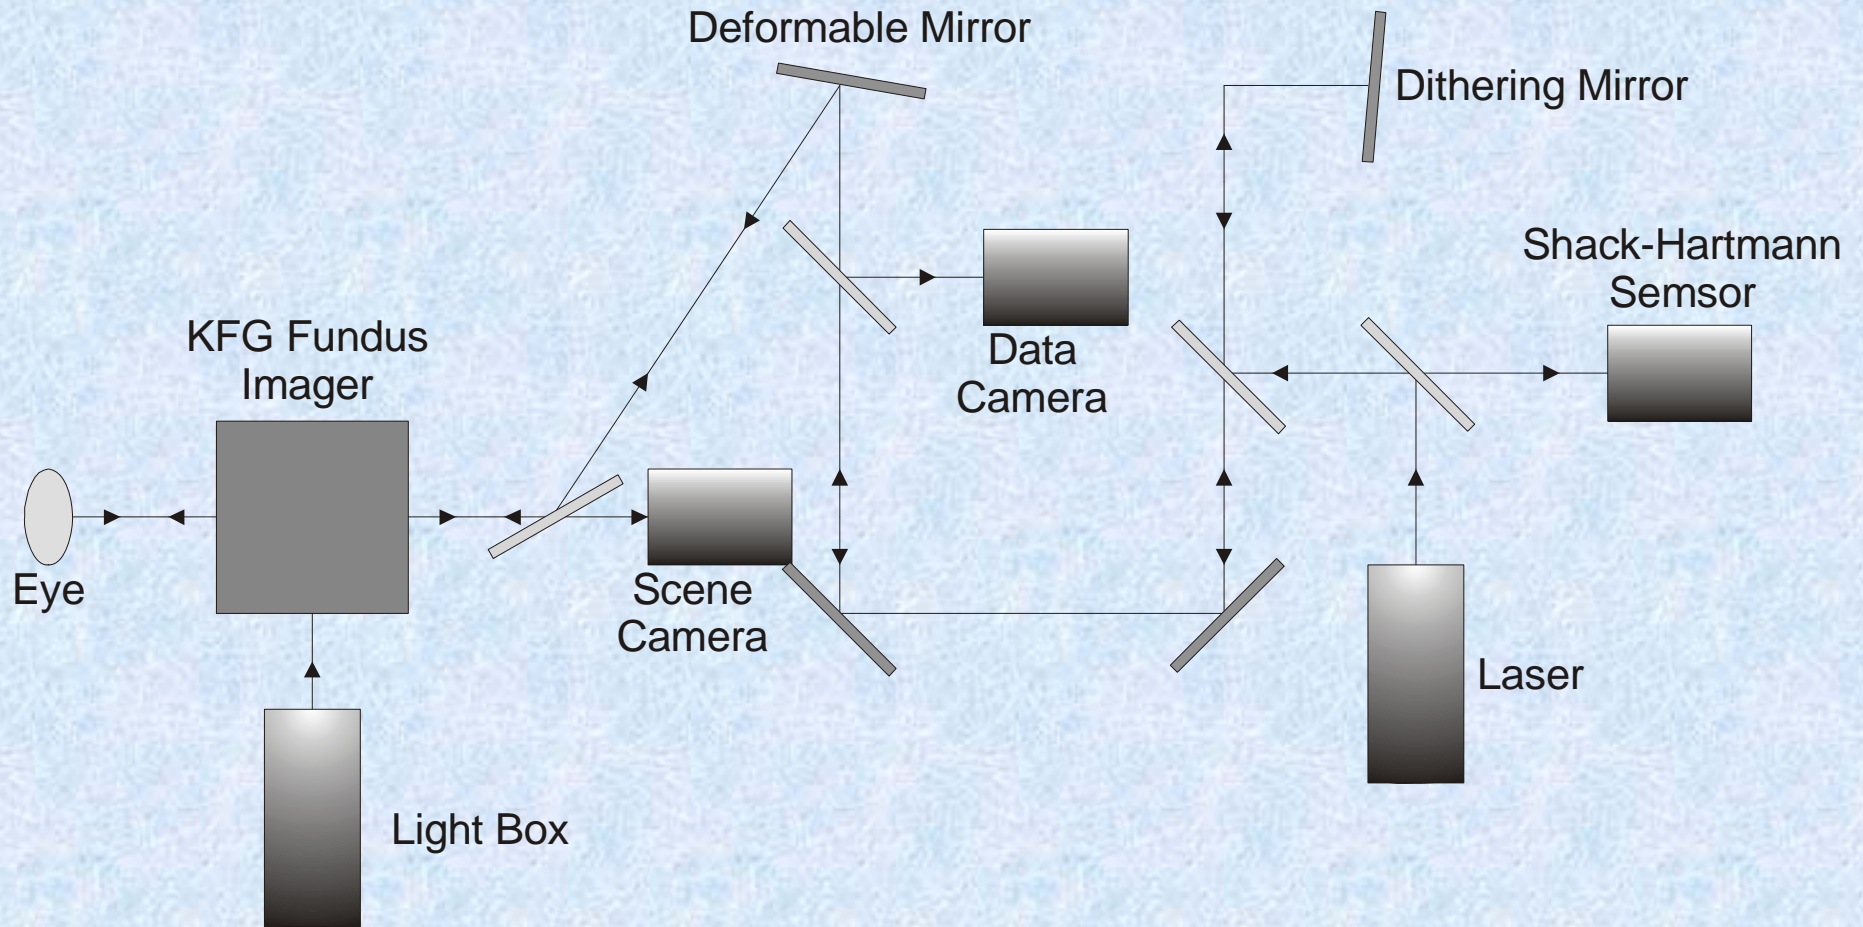 Deformable Mirror
Dithering Mirror
Shack-Hartmann
Semsor
KFG Fundus
Imager
Data
Camera
Eye
Scene
Camera
Laser
Light Box